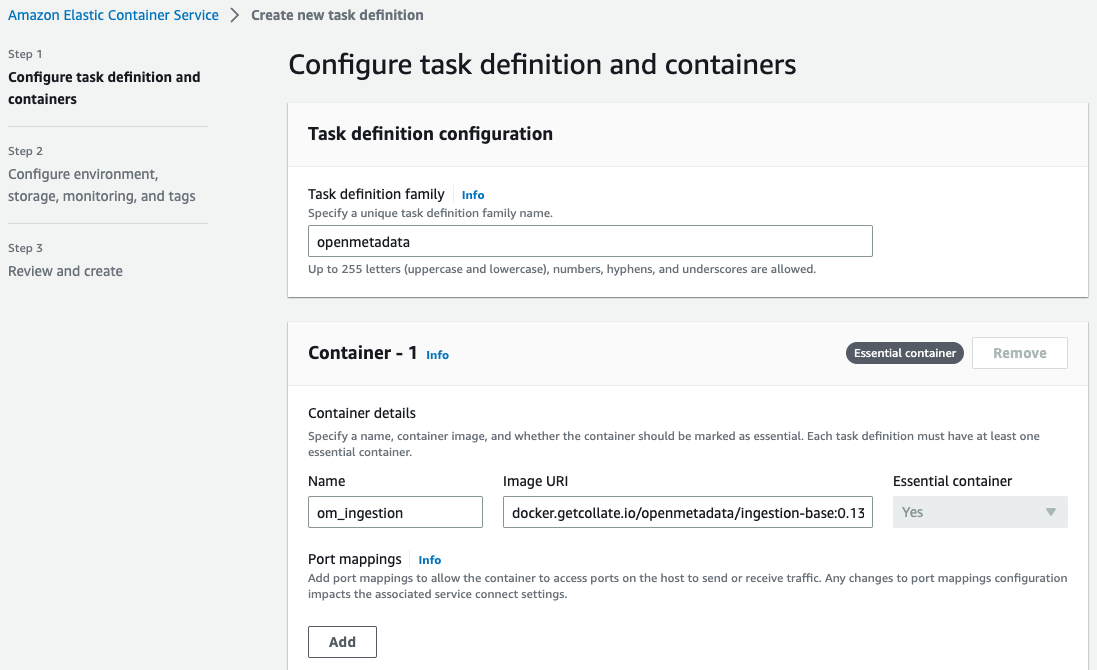 Amazon Elastic Container Service > Create new task definition
Step 1
Configure task definition and
containers
Step 2
Configure environment,
storage, monitoring, and tags
Step 3
Review and create
Configure task definition and containers
Task definition configuration
Task definition family Info
Specify a unique task definition family name.
openmetadata
Up to 255 letters (uppercase and lowercase), numbers, hyphens, and underscores are allowed.
Container - 1 Info
Essential container Remove
Container details
Specify a name, container image, and whether the container should be marked as essential. Each task definition must have at least one
essential container.
Name Image URI Essential container
om_ingestion docker.getcollate.io/openmetadata/ingestion-base:0.13 Yes
Port mappings Info
Add port mappings to allow the container to access ports on the host to send or receive traffic. Any changes to port mappings configuration
impacts the associated service connect settings.
Add